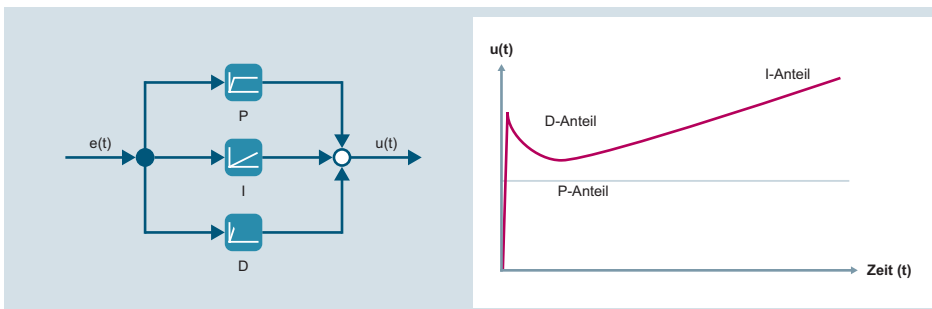 e(t)
P
I
D
u(t)
u(t)
I-Anteil
D-Anteil
P-Anteil
Zeit (t)